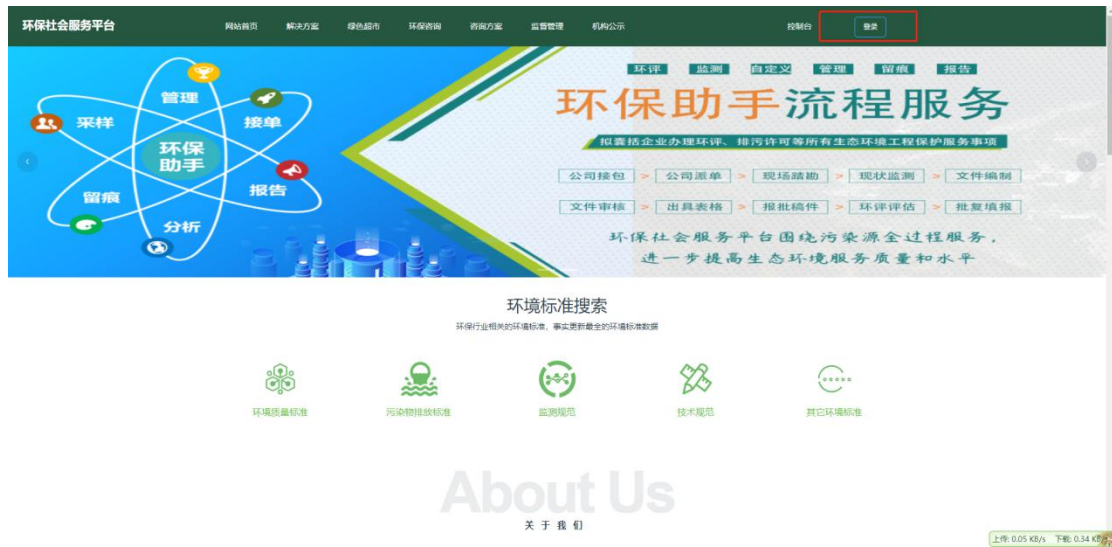 环保社会服务平台 网站首页 解决方案 绿色超市 环保咨询 咨询方案 监督管理 机构公示 控制台 登录
管理
采样
接单
环保
助手
留痕
报告
分析
环评 监测 自定义 管理 留痕 报告
环保助手流程服务
拟囊括企业办理环评、排污许可等所有生态环境工程保护服务事项
公司接包 > 公司派单 > 现场踏勘 > 现状监测 > 文件编制
文件审核 > 出具表格 > 报批稿件 > 环评评估 > 批复填报
环保社会服务平台围绕污染源全过程服务,
进一步提高生态环境服务质量和水平
环境标准搜索
环保行业相关的环境标准,事实更新最全的环境标准数据
环境质量标准 污染物排放标准 监测规范 技术规范 其它环境标准
About Us
关于我们
上传: 0.05 KB/s 下载: 0.34 KB/s